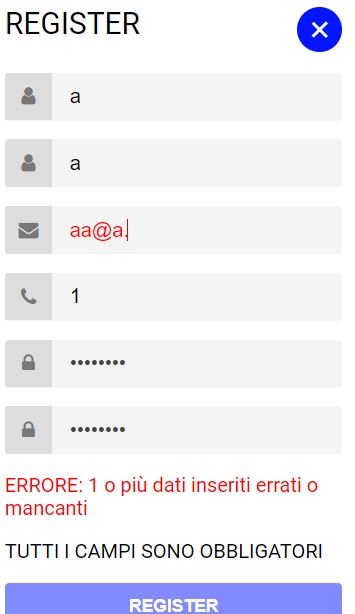 REGISTER
a
a
aa@a.
1
••••••••
••••••••
ERRORE: 1 o più dati inseriti errati o
mancanti
TUTTI I CAMPI SONO OBBLIGATORI
REGISTER